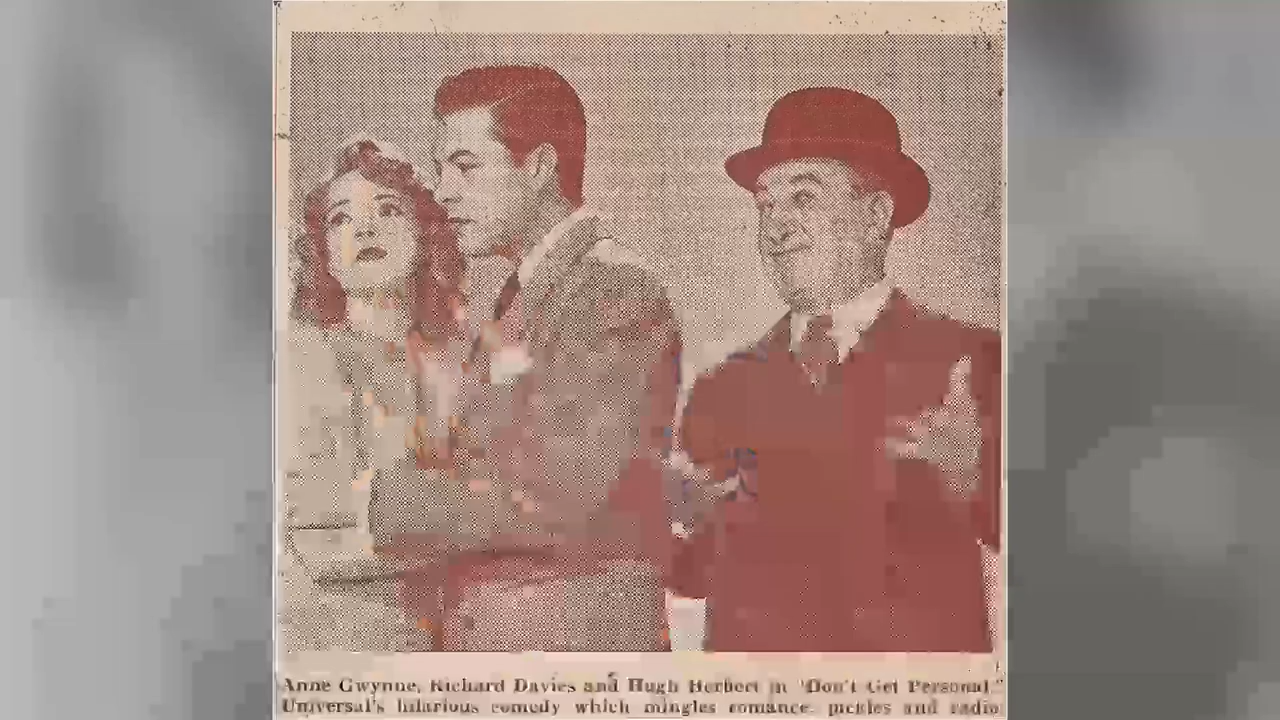 Anne Gwynne, Richard Davies and Hugh Herbert in "Don't Get Personal,"
Universal's hilarious comedy which mingles romance, pickles and radio